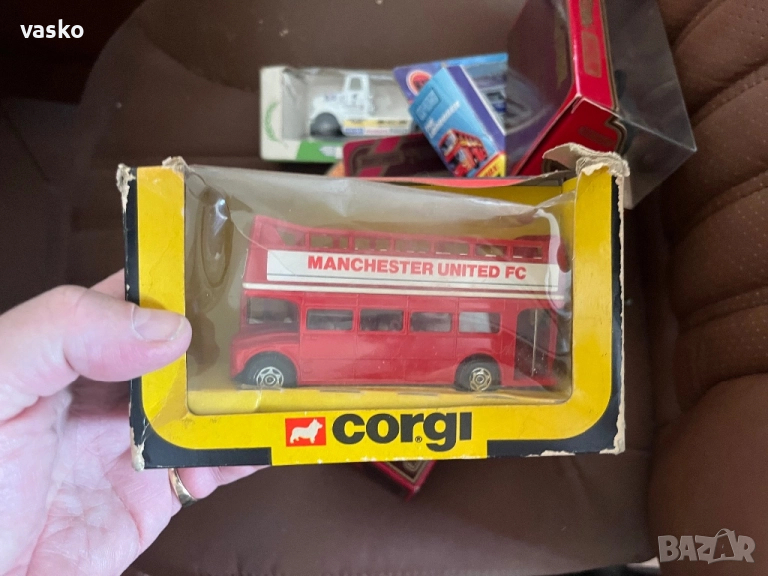 vasko
MANCHESTER UNITED FC
CORGI
BAZAR